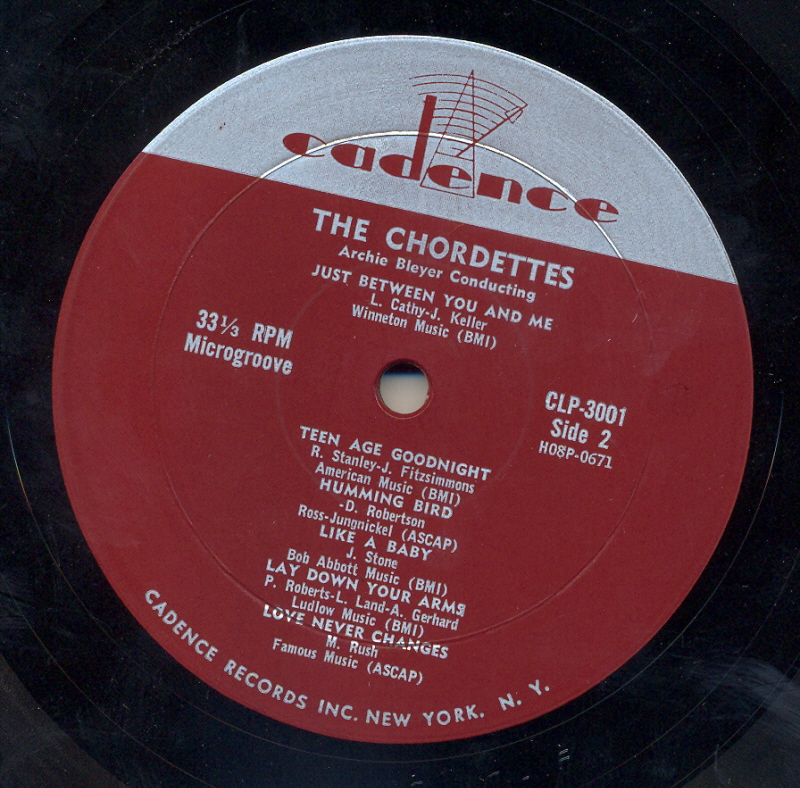 cadence
THE CHORDETTES
Archie Bleyer Conducting
JUST BETWEEN YOU AND ME
L. Cathy-J. Keller
Winneton Music (BMI)
33⅓ RPM
Microgroove
CLP-3001
Side 2
H08P-0671
TEEN AGE GOODNIGHT
R. Stanley-J. Fitzsimmons
American Music (BMI)
HUMMING BIRD
-D. Robertson
Ross-Jungnickel (ASCAP)
LIKE A BABY
J. Stone
Bob Abbott Music (BMI)
LAY DOWN YOUR ARMS
P. Roberts-L. Land-A. Gerhard
Ludlow Music (BMI)
LOVE NEVER CHANGES
M. Rush
Famous Music (ASCAP)
CADENCE RECORDS INC. NEW YORK. N. Y.